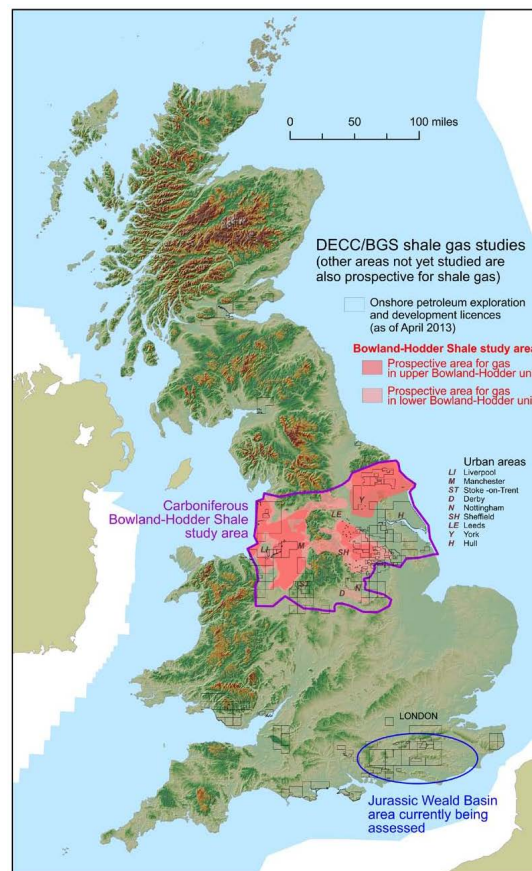 0 50 100 miles
DECC/BGS shale gas studies
(other areas not yet studied are
also prospective for shale gas)
Onshore petroleum exploration
and development licences
(as of April 2013)
Bowland-Hodder Shale study area
Prospective area for gas
in upper Bowland-Hodder uni
Prospective area for gas
in lower Bowland-Hodder uni
Urban areas
LI Liverpool
M Manchester
ST Stoke -on-Trent
D Derby
N Nottingham
SH Sheffield
LE Leeds
Y York
H Hull
Carboniferous
Bowland-Hodder Shale
study area
Y
LE
H
LI
M
SH
ST
D
N
LONDON
Jurassic Weald Basin
area currently being
assessed